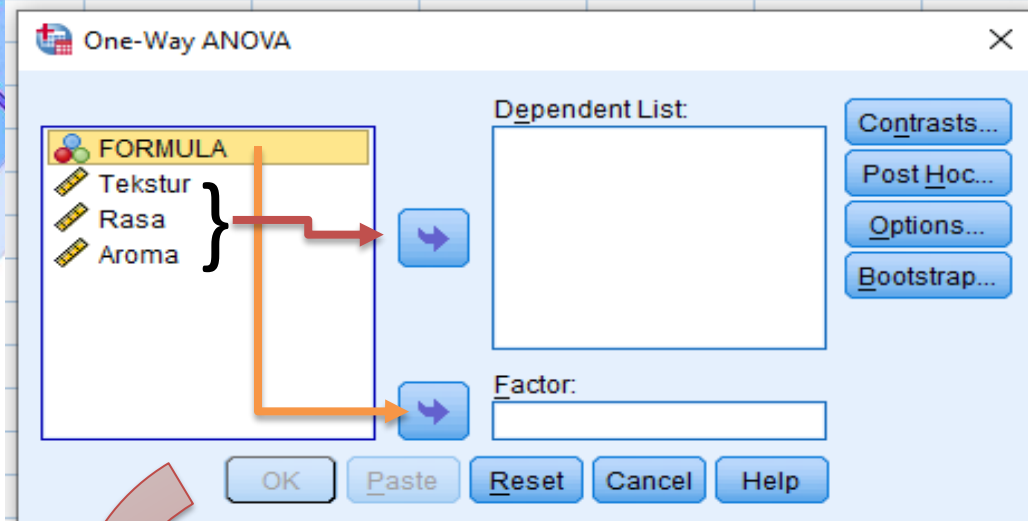 One-Way ANOVA
Dependent List:
FORMULA
Tekstur
Rasa
Aroma
Contrasts...
Post Hoc...
Options...
Bootstrap...
Factor:
OK
Paste
Reset
Cancel
Help